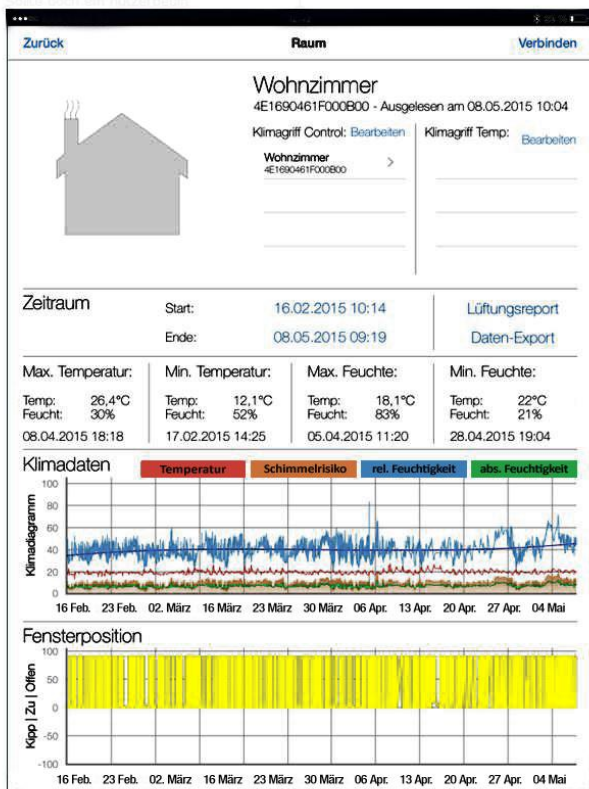 Zurück Raum Verbinden
Wohnzimmer
4E1690461F000B00 - Ausgelesen am 08.05.2015 10:04
Klimagriff Control: Bearbeiten
Wohnzimmer
4E1690461F000B00
Klimagriff Temp: Bearbeiten
Zeitraum
Start: 16.02.2015 10:14
Ende: 08.05.2015 09:19
Lüftungsreport
Daten-Export
Max. Temperatur:
Temp: 26,4°C
Feucht: 30%
08.04.2015 18:18
Min. Temperatur:
Temp: 12,1°C
Feucht: 52%
17.02.2015 14:25
Max. Feuchte:
Temp: 18,1°C
Feucht: 83%
05.04.2015 11:20
Min. Feuchte:
Temp: 22°C
Feucht: 21%
28.04.2015 19:04
Klimadaten
Temperatur Schimmelrisiko rel. Feuchtigkeit abs. Feuchtigkeit
Klimadiagramm
100
80
60
40
20
0
16 Feb. 23 Feb. 02. März 16 März 23 März 30 März 06 Apr. 13 Apr. 20 Apr. 27 Apr. 04 Mai
Fensterposition
Kipp | Zu | Offen
100
50
0
-50
-100
16 Feb. 23 Feb. 02. März 16 März 23 März 30 März 06 Apr. 13 Apr. 20 Apr. 27 Apr. 04 Mai